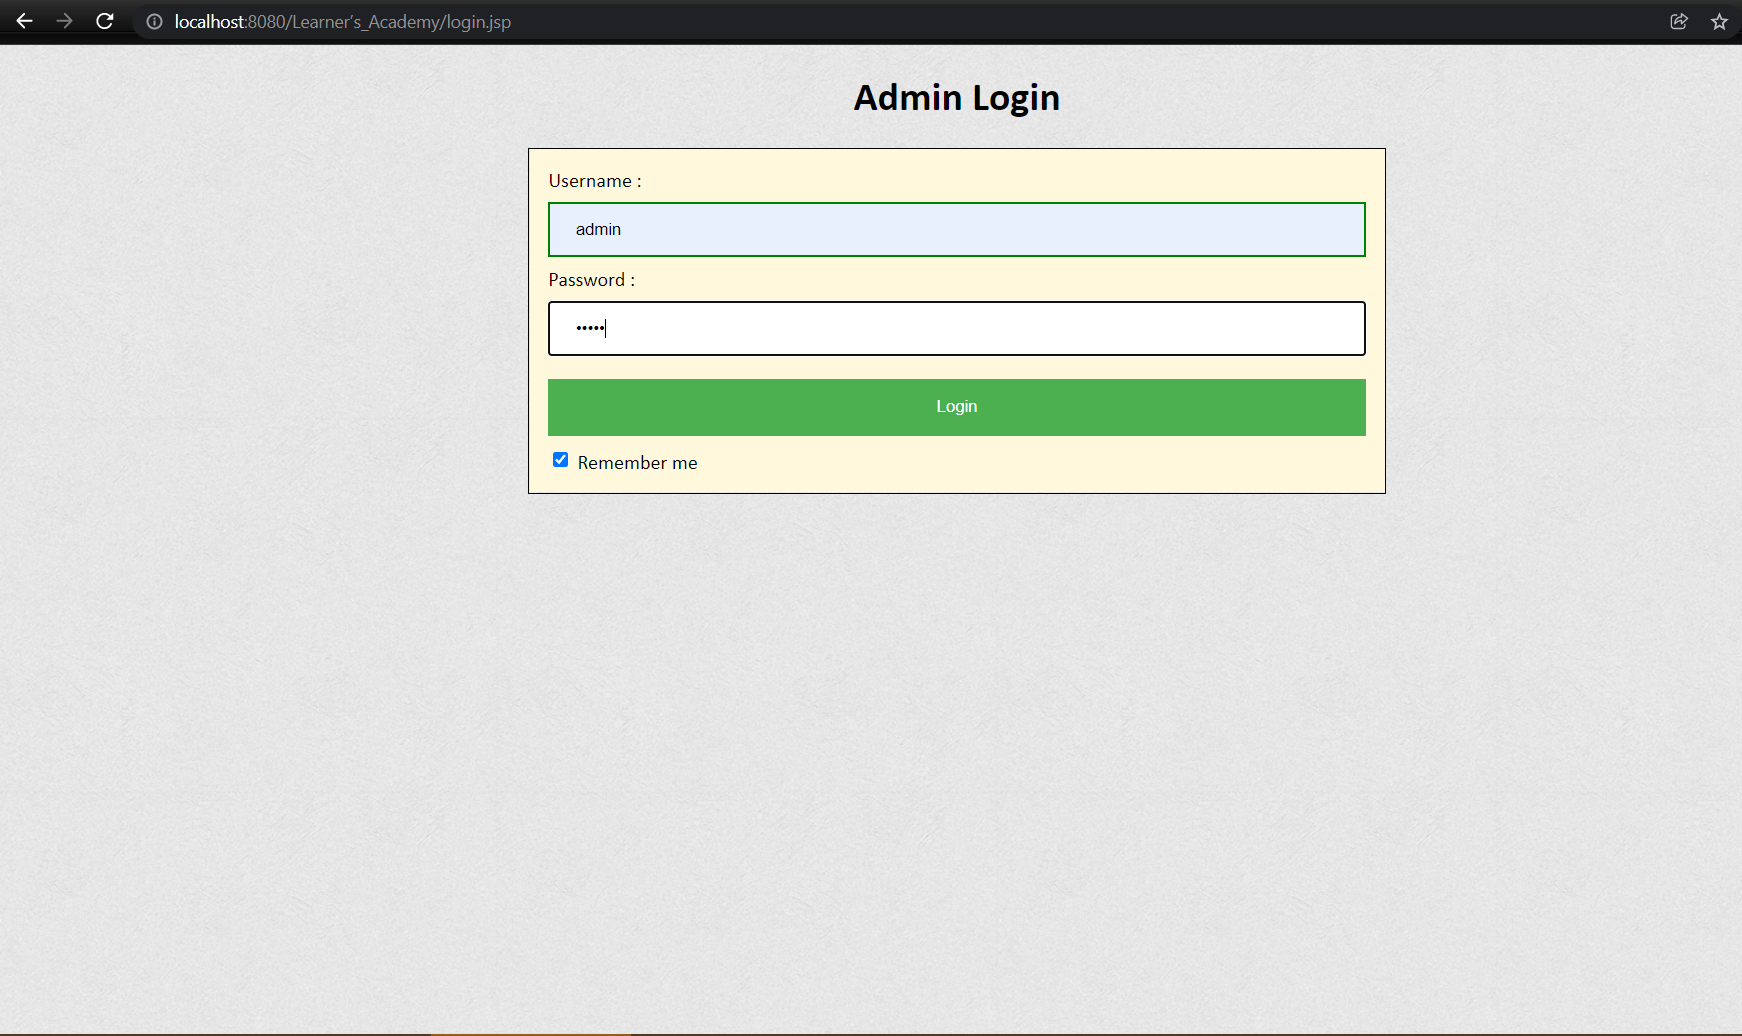 localhost:8080/Learner’s_Academy/login.jsp
Admin Login
Username :
admin
Password :
•••••
Login
Remember me